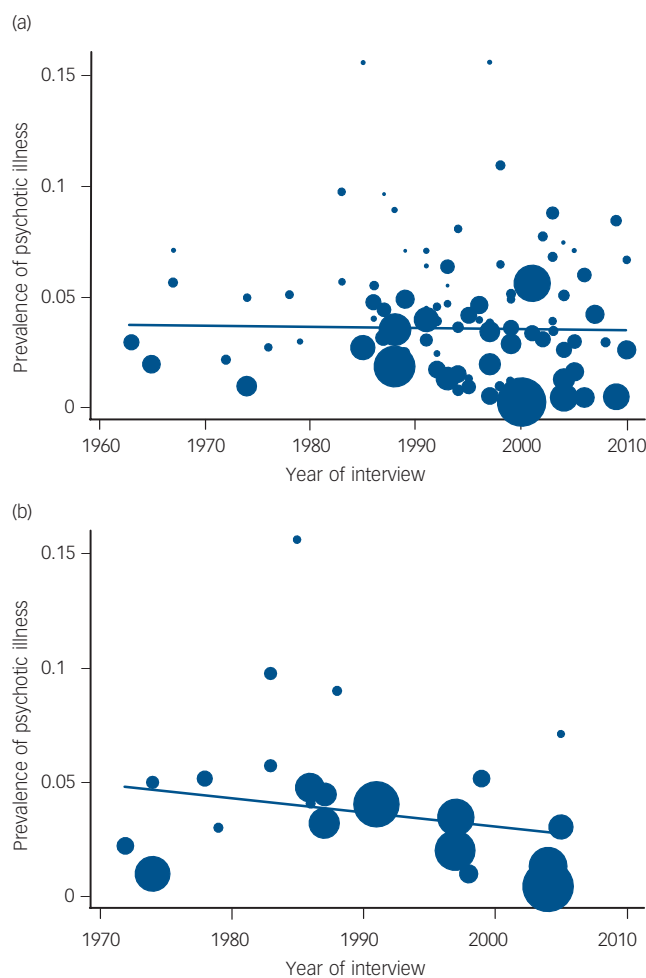 (a)
Prevalence of psychotic illness
0.15
0.1
0.05
0
1960 1970 1980 1990 2000 2010
Year of interview
(b)
Prevalence of psychotic illness
0.15
0.1
0.05
0
1970 1980 1990 2000 2010
Year of interview